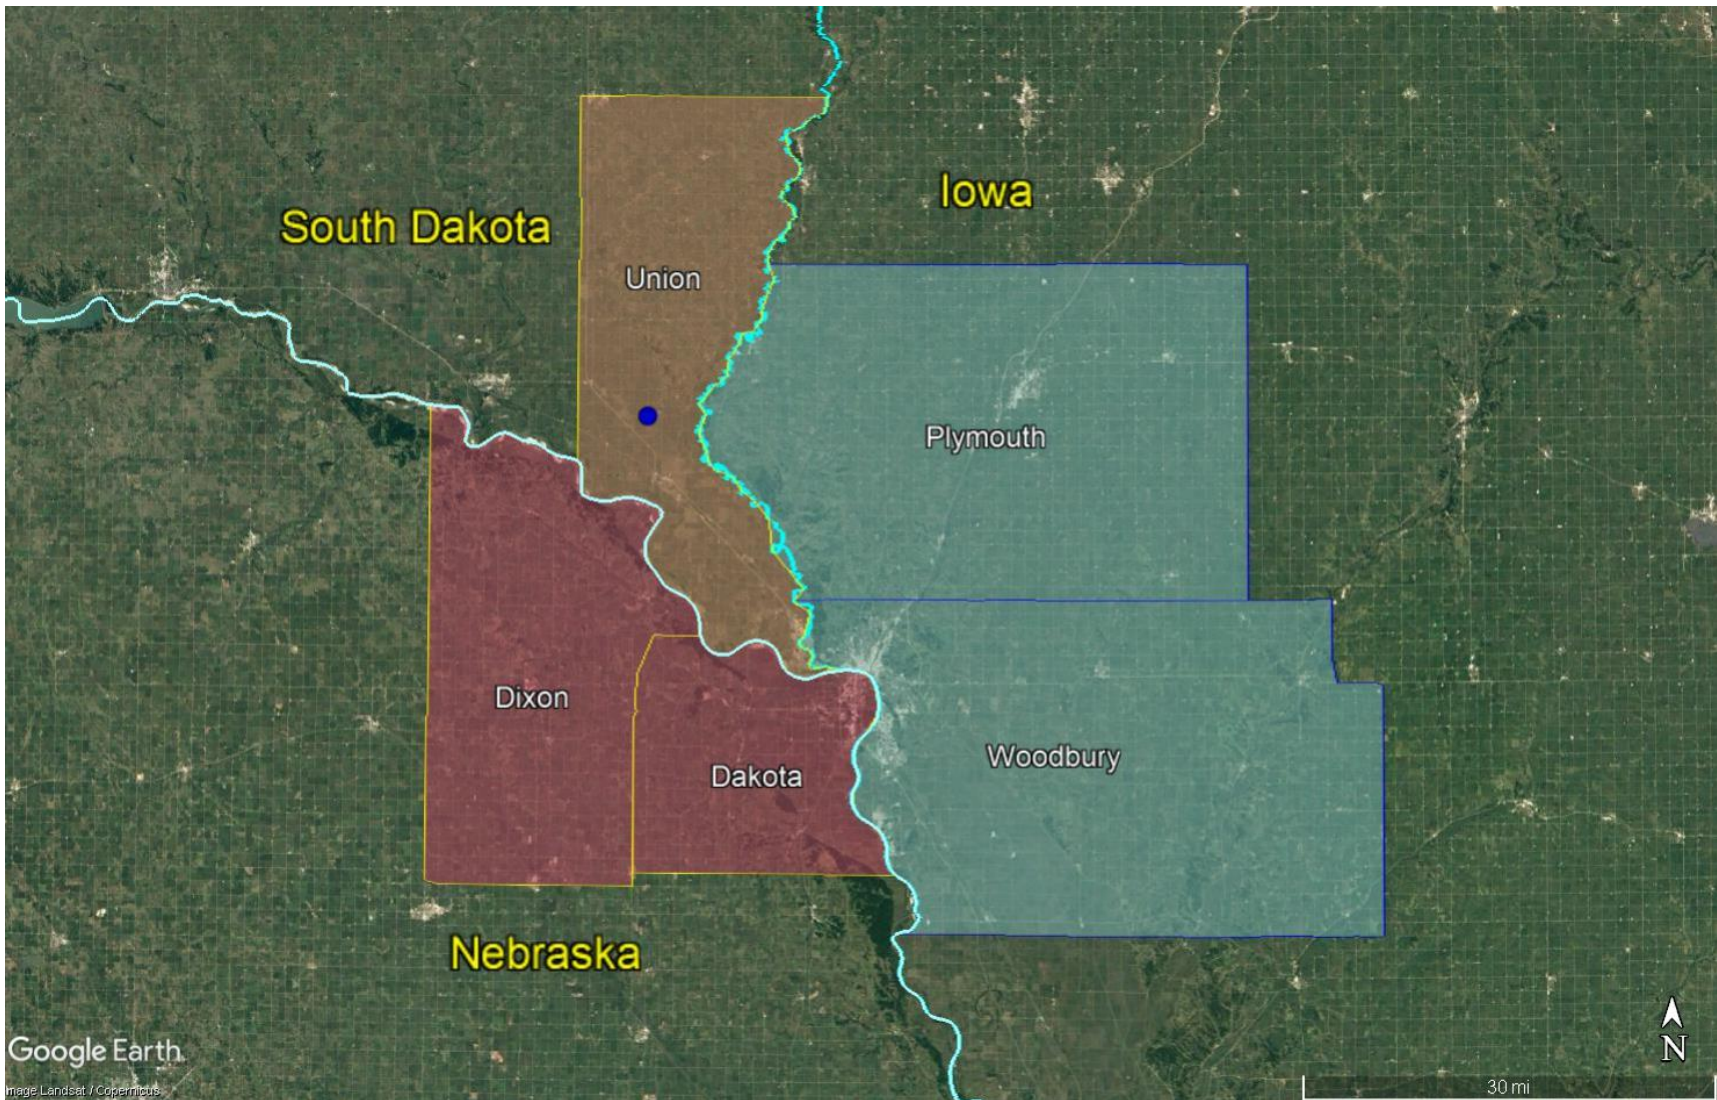 Iowa
South Dakota
Union
Plymouth
Dixon
Woodbury
Dakota
Nebraska
N
Google Earth
Image Landsat / Copernicus
30 mi